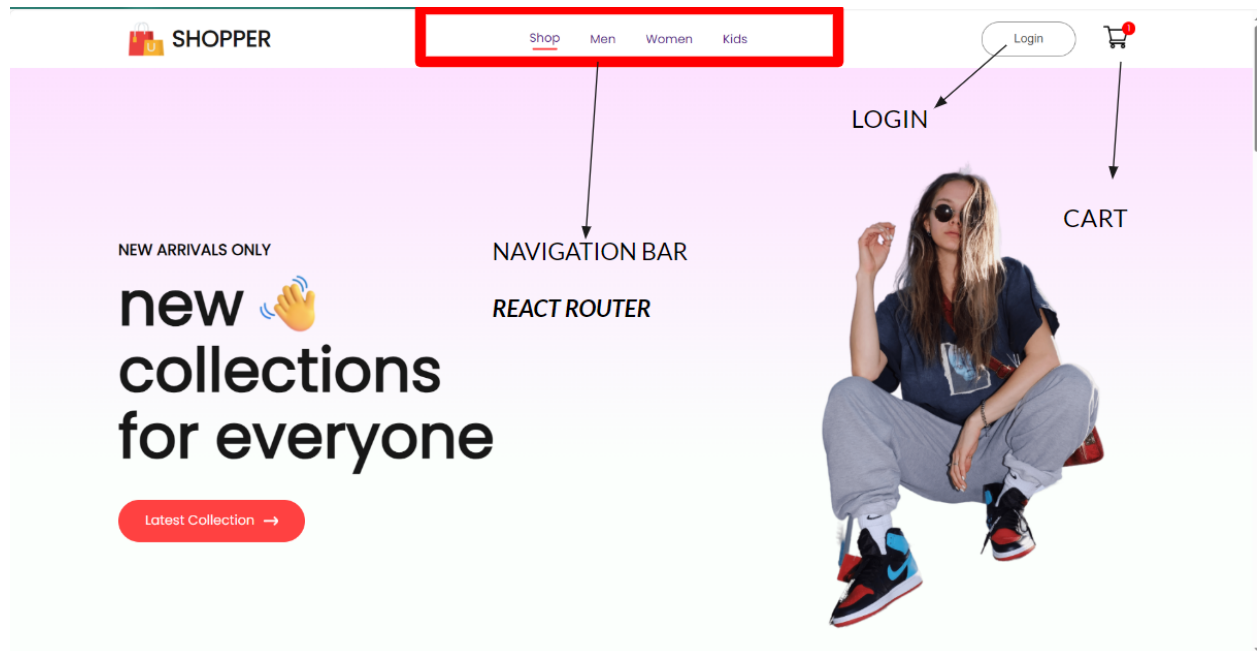 SHOPPER
Shop Men Women Kids
Login
1
LOGIN
CART
NEW ARRIVALS ONLY
NAVIGATION BAR
new
REACT ROUTER
collections
for everyone
Latest Collection →